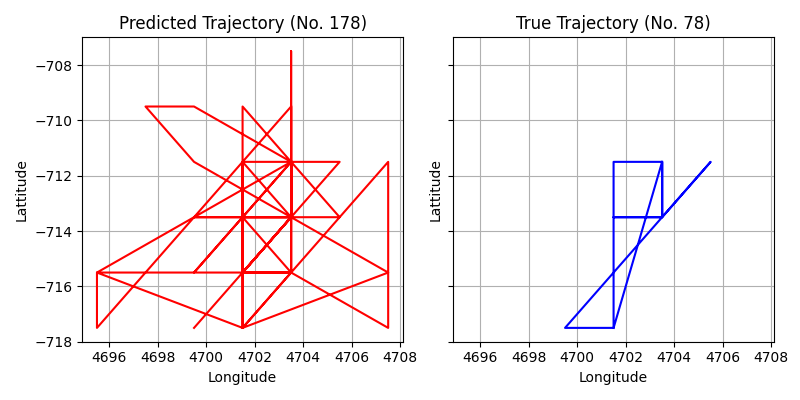 Predicted Trajectory (No. 178)
True Trajectory (No. 78)
Lattitude
−708
−710
−712
−714
−716
−718
4696 4698 4700 4702 4704 4706 4708
Longitude
Lattitude
4696 4698 4700 4702 4704 4706 4708
Longitude